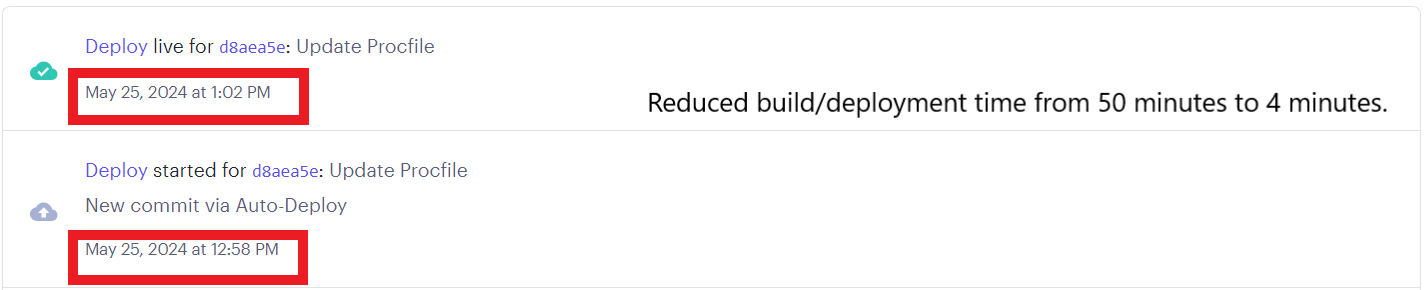 Deploy live for d8aea5e: Update Procfile
May 25, 2024 at 1:02 PM
Reduced build/deployment time from 50 minutes to 4 minutes.
Deploy started for d8aea5e: Update Procfile
New commit via Auto-Deploy
May 25, 2024 at 12:58 PM